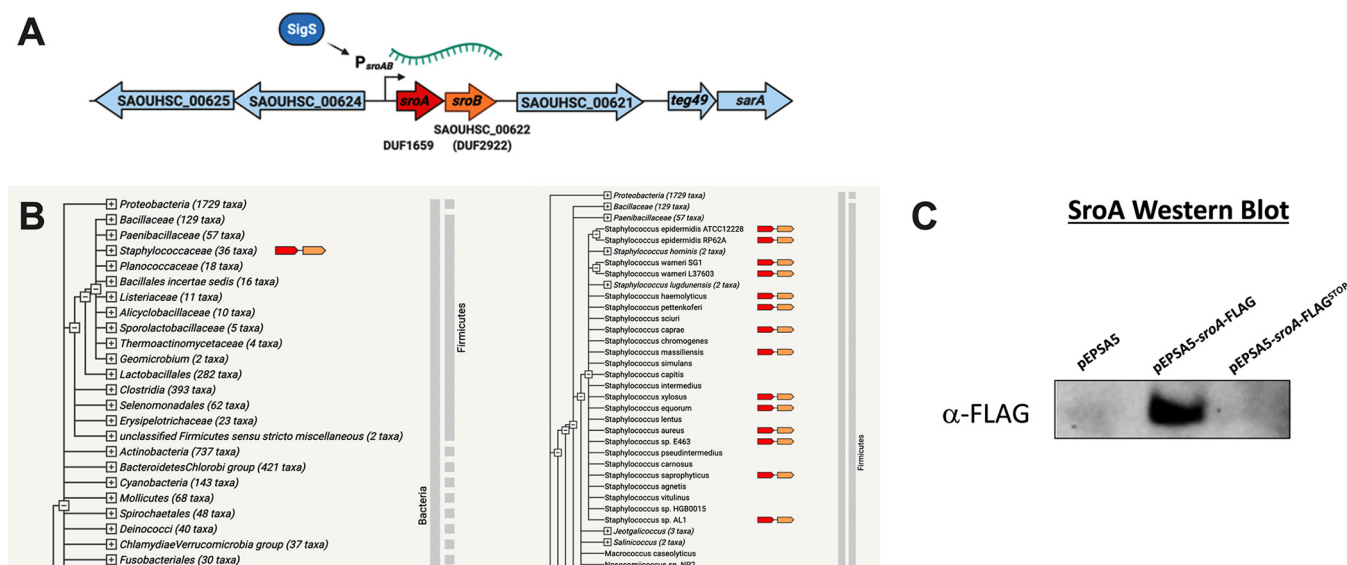 A
SigS
PsroAB
SAOUHSC_00625
SAOUHSC_00624
sroA
sroB
SAOUHSC_00621
teg49
sarA
SAOUHSC_00622
DUF1659
(DUF2922)
B
Proteobacteria (1729 taxa)
Bacillaceae (129 taxa)
Paenibacillaceae (57 taxa)
Staphylococcaceae (36 taxa)
Planococcaceae (18 taxa)
Bacillales incertae sedis (16 taxa)
Listeriaceae (11 taxa)
Alicyclobacillaceae (10 taxa)
Sporolactobacillaceae (5 taxa)
Thermoactinomycetaceae (4 taxa)
Geomicrobium (2 taxa)
Lactobacillales (282 taxa)
Clostridia (393 taxa)
Selenomonadales (62 taxa)
Erysipelotrichaceae (23 taxa)
unclassified Firmicutes sensu stricto miscellaneous (2 taxa)
Actinobacteria (737 taxa)
BacteroidetesChlorobi group (421 taxa)
Cyanobacteria (143 taxa)
Mollicutes (68 taxa)
Spirochaetales (48 taxa)
Deinococci (40 taxa)
ChlamydiaeVerrucomicrobia group (37 taxa)
Fusobacteriales (30 taxa)
Bacteria
Firmicutes
Proteobacteria (1729 taxa)
Bacillaceae (129 taxa)
Paenibacillaceae (57 taxa)
Staphylococcus epidermidis ATCC12228
Staphylococcus epidermidis RP62A
Staphylococcus hominis (2 taxa)
Staphylococcus warneri SG1
Staphylococcus warneri L37603
Staphylococcus lugdunensis (2 taxa)
Staphylococcus haemolyticus
Staphylococcus pettenkoferi
Staphylococcus sciuri
Staphylococcus caprae
Staphylococcus chromogenes
Staphylococcus massiliensis
Staphylococcus simulans
Staphylococcus capitis
Staphylococcus intermedius
Staphylococcus xylosus
Staphylococcus equorum
Staphylococcus lentus
Staphylococcus aureus
Staphylococcus sp. E463
Staphylococcus pseudintermedius
Staphylococcus carnosus
Staphylococcus saprophyticus
Staphylococcus agnetis
Staphylococcus vitulinus
Staphylococcus sp. HGB0015
Staphylococcus sp. AL1
Jeotgalicoccus (3 taxa)
Salinicoccus (2 taxa)
Macrococcus caseolyticus
Firmicutes
C
SroA Western Blot
pEPSA5
pEPSA5-sroA-FLAG
pEPSA5-sroA-FLAGSTOP
α-FLAG